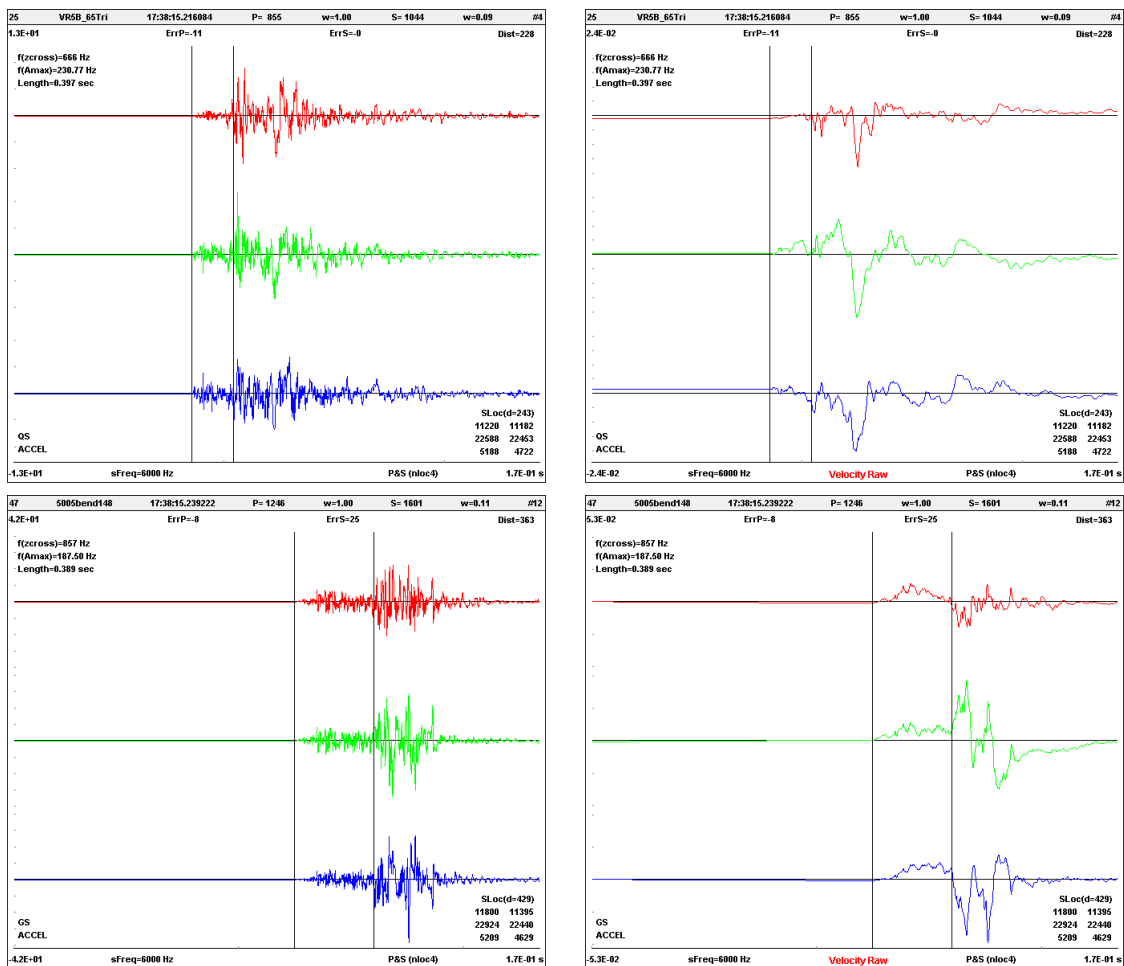 25 VR5B_65Tri 17:38:15.216084 P= 855 w=1.00 S= 1044 w=0.09 #4
1.3E+01 ErrP=-11 ErrS=-0 Dist=228
f(zcross)=666 Hz
f(Amax)=230.77 Hz
Length=0.397 sec
SLoc(d=243)
11220 11182
QS 22588 22453
ACCEL 5188 4722
-1.3E+01 sFreq=6000 Hz P&S (nloc4) 1.7E-01 s
25 VR5B_65Tri 17:38:15.216084 P= 855 w=1.00 S= 1044 w=0.09 #4
2.4E-02 ErrP=-11 ErrS=-0 Dist=228
f(zcross)=666 Hz
f(Amax)=230.77 Hz
Length=0.397 sec
SLoc(d=243)
11220 11182
QS 22588 22453
ACCEL 5188 4722
-2.4E-02 sFreq=6000 Hz Velocity Raw P&S (nloc4) 1.7E-01 s
47 5005bend148 17:38:15.239222 P= 1246 w=1.00 S= 1601 w=0.11 #12
4.2E+01 ErrP=-8 ErrS=25 Dist=363
f(zcross)=857 Hz
f(Amax)=187.50 Hz
Length=0.389 sec
SLoc(d=429)
11800 11395
GS 22924 22440
ACCEL 5209 4629
-4.2E+01 sFreq=6000 Hz P&S (nloc4) 1.7E-01 s
47 5005bend148 17:38:15.239222 P= 1246 w=1.00 S= 1601 w=0.11 #12
5.3E-02 ErrP=-8 ErrS=25 Dist=363
f(zcross)=857 Hz
f(Amax)=187.50 Hz
Length=0.389 sec
SLoc(d=429)
11800 11395
GS 22924 22440
ACCEL 5209 4629
-5.3E-02 sFreq=6000 Hz Velocity Raw P&S (nloc4) 1.7E-01 s